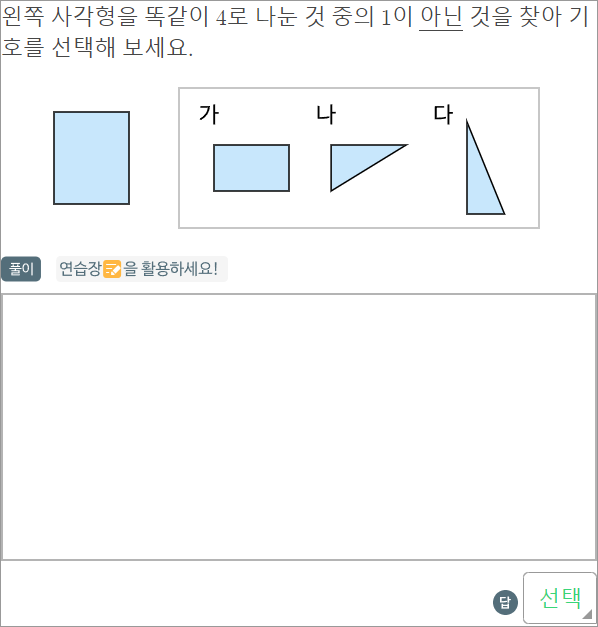 왼쪽 사각형을 똑같이 4로 나눈 것 중의 1이 아닌 것을 찾아 기
호를 선택해 보세요.
가 나 다
풀이 연습장을 활용하세요!
답 선택